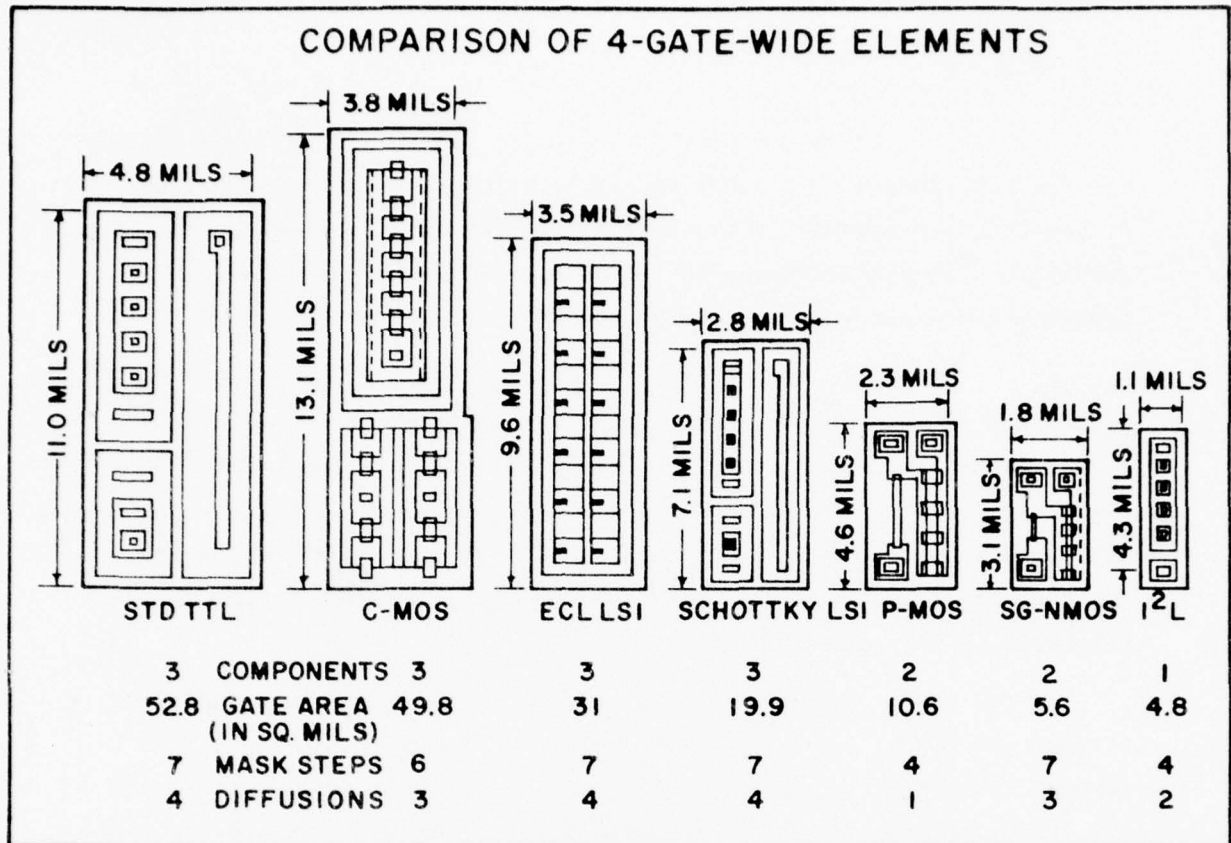 COMPARISON OF 4-GATE-WIDE ELEMENTS
4.8 MILS
3.8 MILS
3.5 MILS
2.8 MILS
2.3 MILS
1.8 MILS
1.1 MILS
11.0 MILS
13.1 MILS
9.6 MILS
7.1 MILS
4.6 MILS
3.1 MILS
4.3 MILS
STD TTL C-MOS ECL LSI SCHOTTKY LSI P-MOS SG-NMOS I²L
3 COMPONENTS 3 3 3 2 2 1
52.8 GATE AREA 49.8 31 19.9 10.6 5.6 4.8
(IN SQ. MILS)
7 MASK STEPS 6 7 7 4 7 4
4 DIFFUSIONS 3 4 4 1 3 2